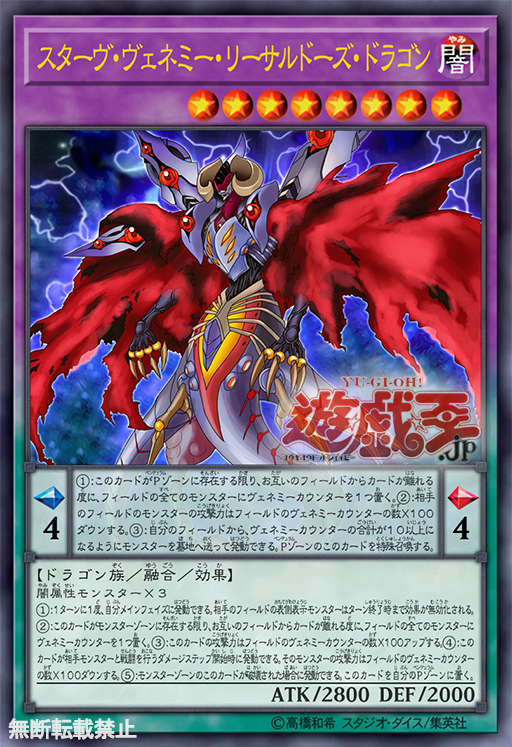 スターヴ・ヴェネミー・リーサルドーズ・ドラゴン
闇
YU-GI-OH!
遊戯王
.jp
①:このカードがPゾーンに存在する限り、お互いのフィールドからカードが離れる
度に、フィールドの全てのモンスターにヴェネミーカウンターを1つ置く。②:相手
のフィールドのモンスターの攻撃力はフィールドのヴェネミーカウンターの数X100
ダウンする。③:自分のフィールドから、ヴェネミーカウンターの合計が10以上に
なるようにモンスターを墓地へ送って発動できる。Pゾーンのこのカードを特殊召喚する。
4
4
【ドラゴン族／融合／効果】
闇属性モンスター×3
①:1ターンに1度、自分メインフェイズに発動できる。相手のフィールドの表側表示モンスターはターン終了時まで効果が無効化される。
②:このカードがモンスターゾーンに存在する限り、お互いのフィールドからカードが離れる度に、フィールドの全てのモンスターに
ヴェネミーカウンターを1つ置く。③:このカードの攻撃力はフィールドのヴェネミーカウンターの数X100アップする。④:この
カードが相手モンスターと戦闘を行うダメージステップ開始時に発動できる。そのモンスターの攻撃力はフィールドのヴェネミーカウンター
の数X100ダウンする。⑤:モンスターゾーンのこのカードが破壊された場合に発動できる。このカードを自分のPゾーンに置く。
ATK/2800 DEF/2000
無断転載禁止
©高橋和希 スタジオ・ダイス/集英社